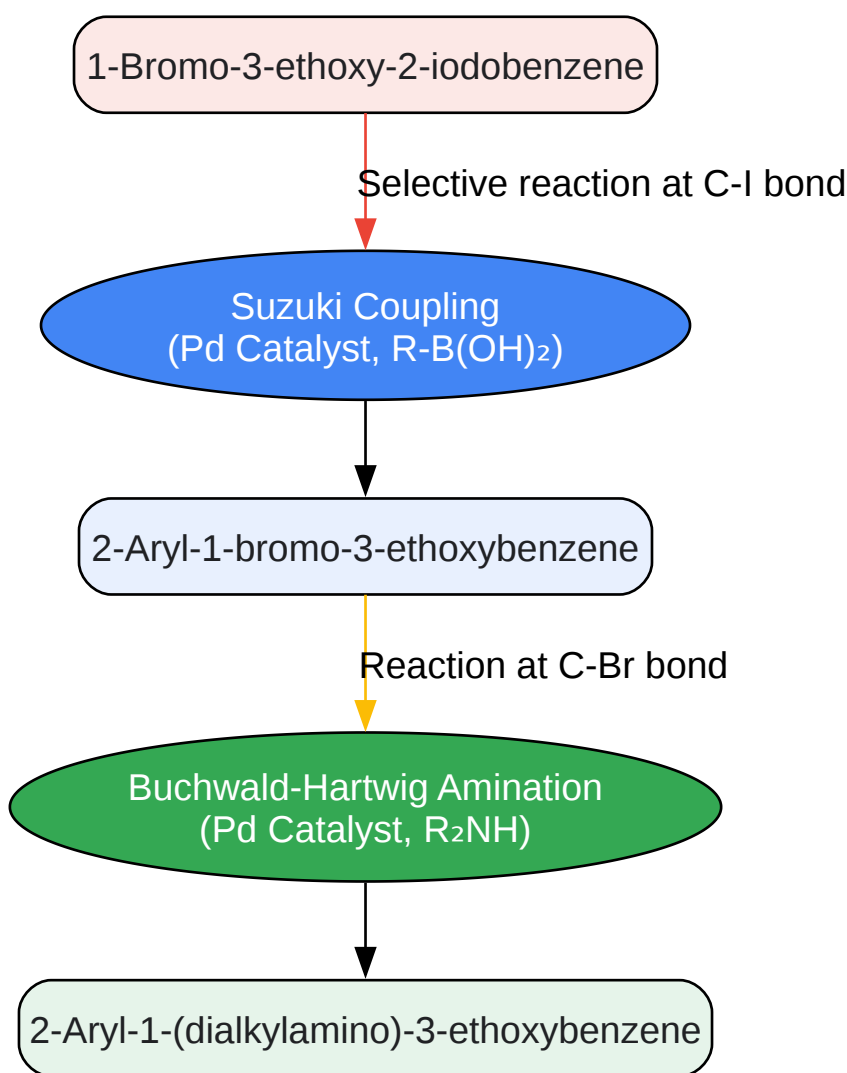 1-Bromo-3-ethoxy-2-iodobenzene
Selective reaction at C-I bond
Suzuki Coupling
(Pd Catalyst, R-B(OH)₂)
2-Aryl-1-bromo-3-ethoxybenzene
Reaction at C-Br bond
Buchwald-Hartwig Amination
(Pd Catalyst, R₂NH)
2-Aryl-1-(dialkylamino)-3-ethoxybenzene